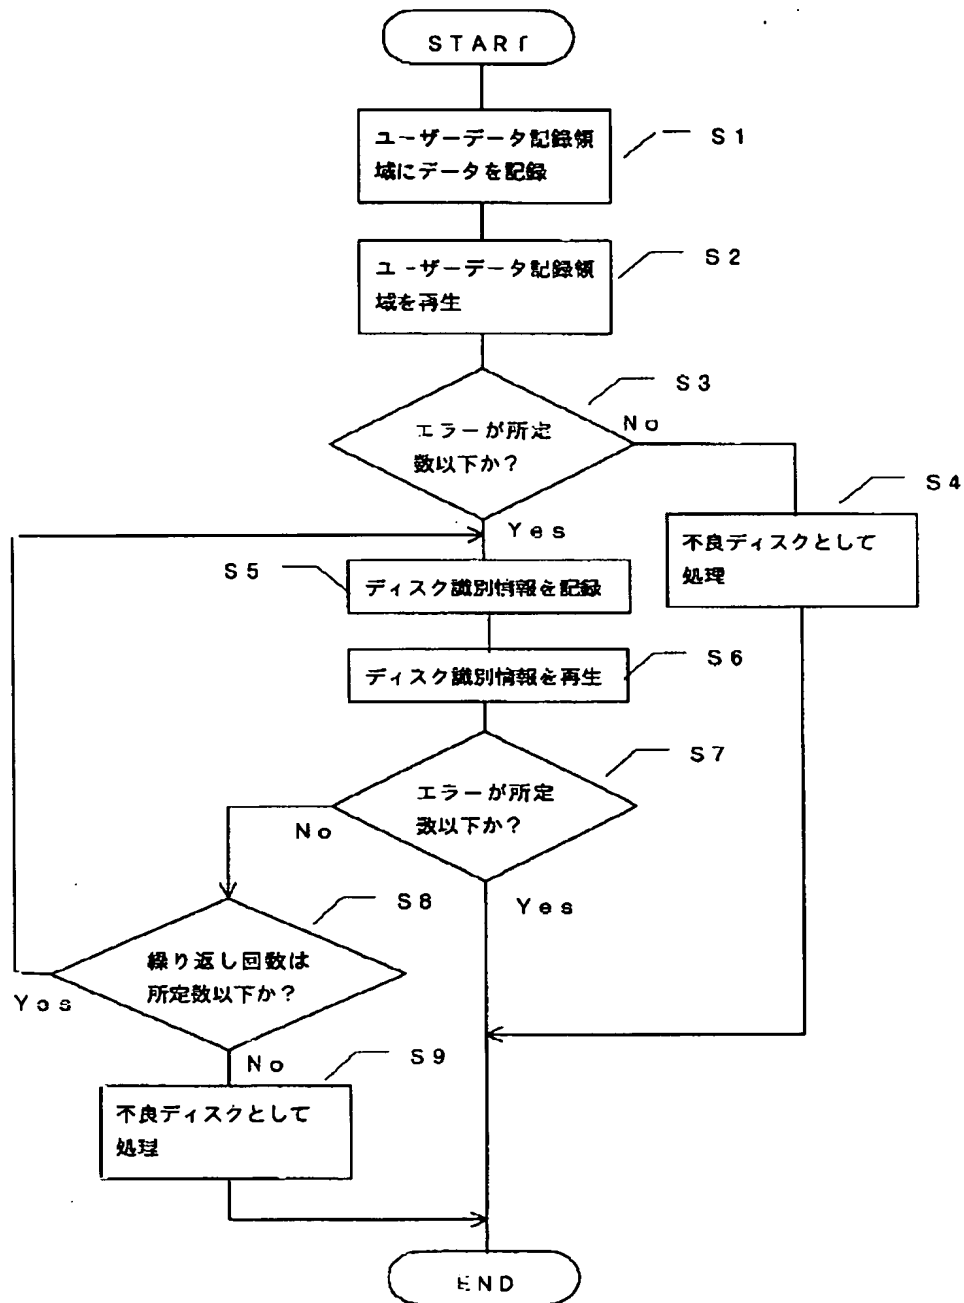 START
ユーザーデータ記録領
域にデータを記録
S1
ユーザーデータ記録領
域を再生
S2
S3
エラーが所定
数以下か?
No
Yes
S4
不良ディスクとして
処理
S5
ディスク識別情報を記録
S6
ディスク識別情報を再生
S7
エラーが所定
数以下か?
No
Yes
S8
繰り返し回数は
所定数以下か?
Yes
No
S9
不良ディスクとして
処理
END